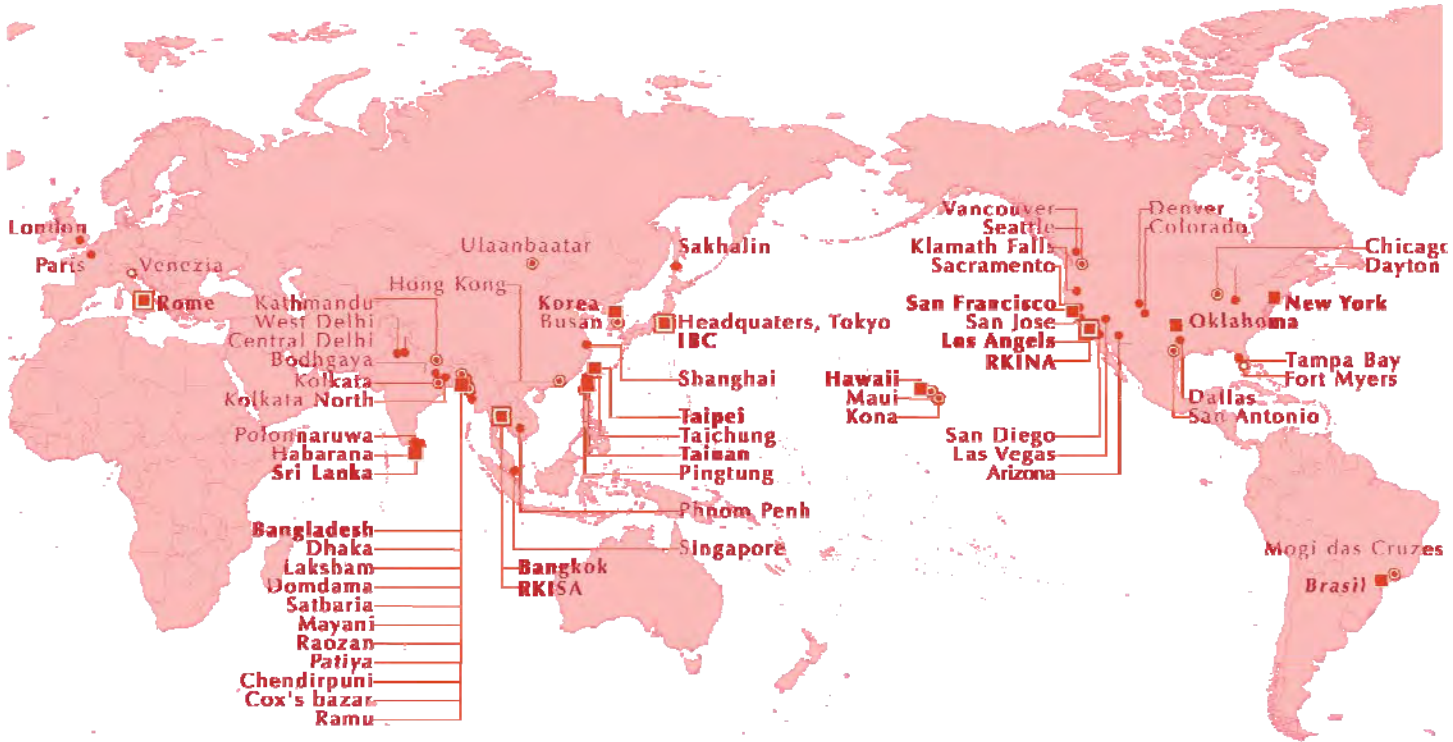 London
Paris
Venezia
Rome
Ulaanbaatar
Hong Kong
Kathmandu
West Delhi
Central Delhi
Bodhgaya
Kolkata
Kolkata North
Polonnaruwa
Habarana
Sri Lanka
Bangladesh
Dhaka
Laksham
Domdama
Satbaria
Mayani
Raozan
Patiya
Chendirpuni
Cox's bazar
Ramu
Sakhalin
Korea
Busan
Headquaters, Tokyo
IBC
Shanghai
Taipei
Taichung
Tainan
Pingtung
Phnom Penh
Singapore
Bangkok
RKISA
Vancouver
Seattle
Klamath Falls
Sacramento
San Francisco
San Jose
Los Angels
RKINA
Hawaii
Maui
Kona
San Diego
Las Vegas
Arizona
Denver
Colorado
Chicago
Dayton
New York
Oklahoma
Tampa Bay
Fort Myers
Dallas
San Antonio
Mogi das Cruzes
Brasil